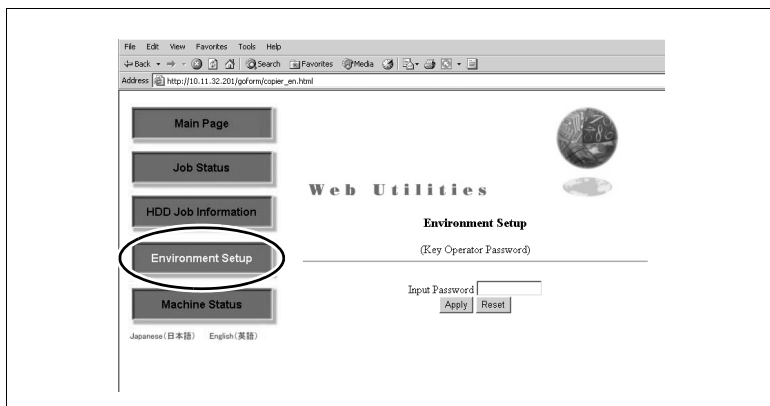 File Edit View Favorites Tools Help
Back Search Favorites Media
Address http://10.11.32.201/goform/copier_en.html
Main Page
Job Status
HDD Job Information
Environment Setup
Machine Status
Japanese(日本語) English(英語)
Web Utilities
Environment Setup
(Key Operator Password)
Input Password
Apply Reset